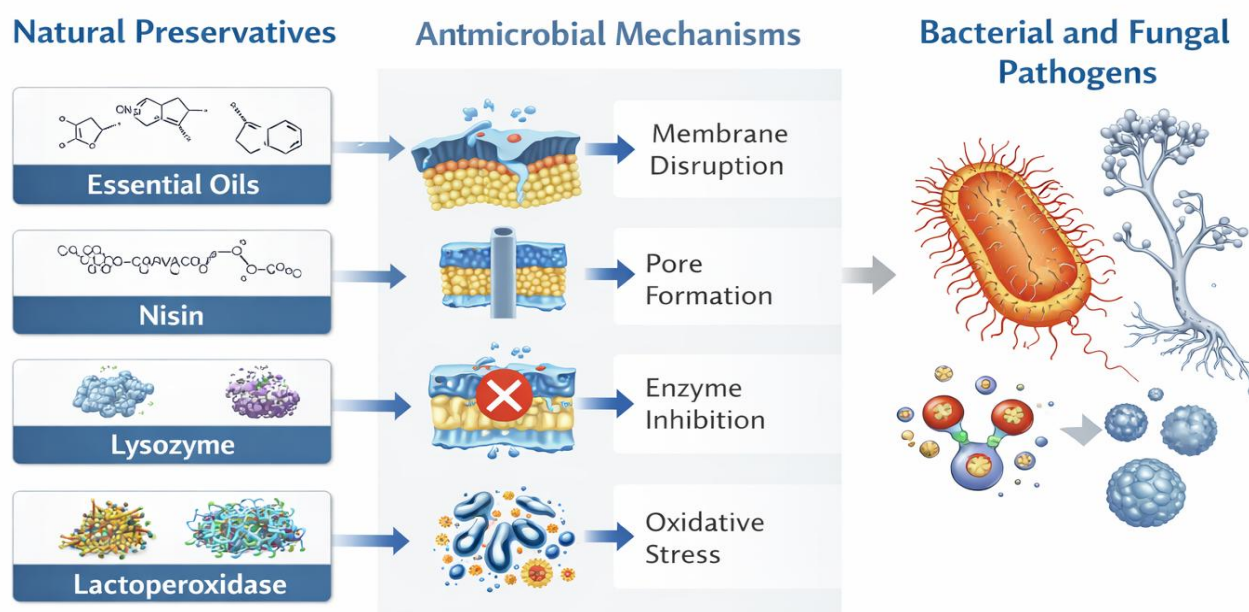 Natural Preservatives
Antmicrobial Mechanisms
Bacterial and Fungal
Pathogens
Essential Oils
Membrane
Disruption
Nisin
Pore
Formation
Lysozyme
Enzyme
Inhibition
Lactoperoxidase
Oxidative
Stress